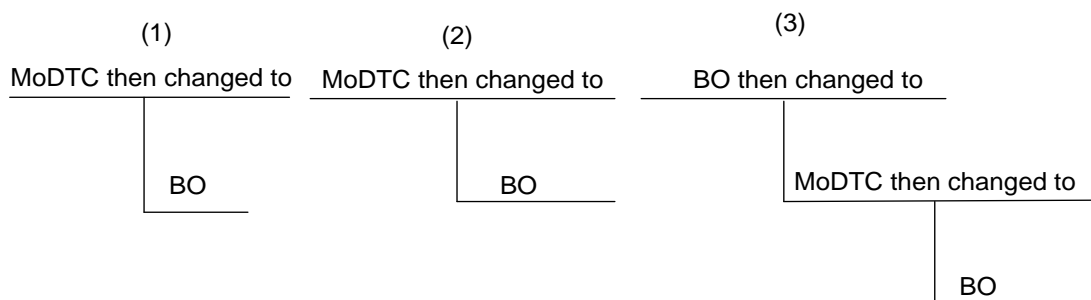 (1)
MoDTC then changed to
BO
(2)
MoDTC then changed to
BO
(3)
BO then changed to
MoDTC then changed to
BO